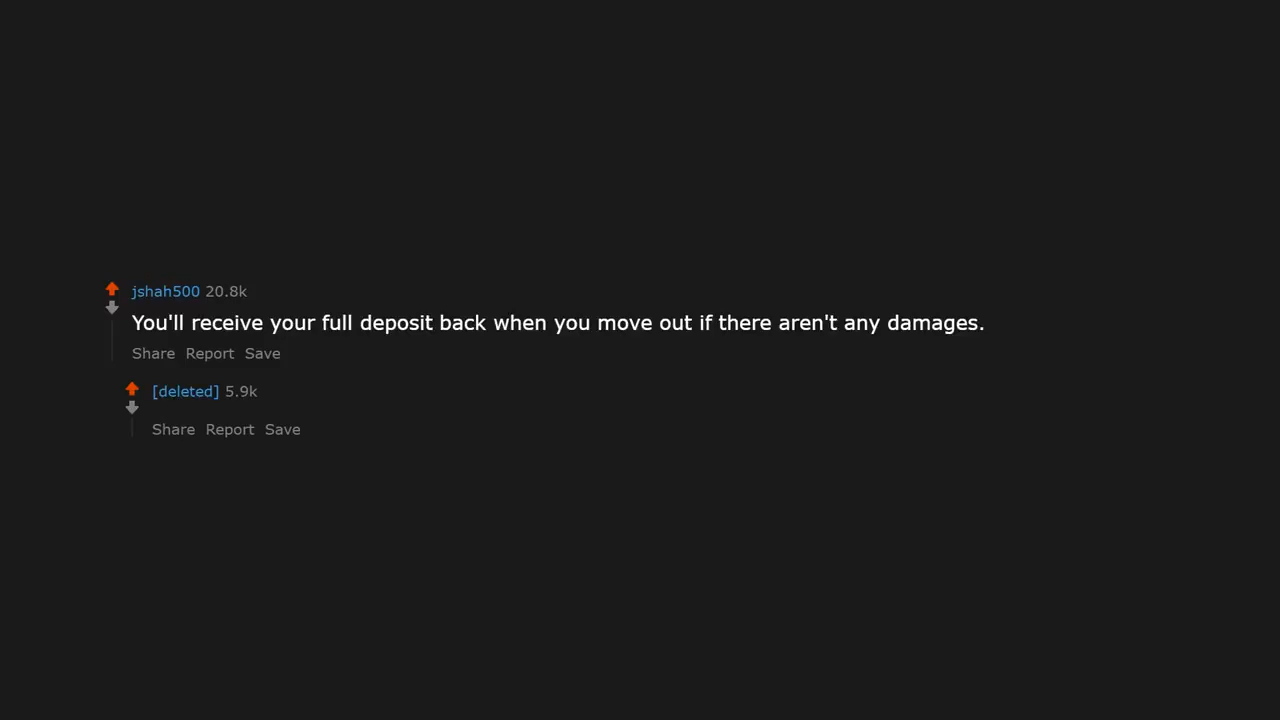 jshah500 20.8k
You'll receive your full deposit back when you move out if there aren't any damages.
Share Report Save
[deleted] 5.9k
Share Report Save